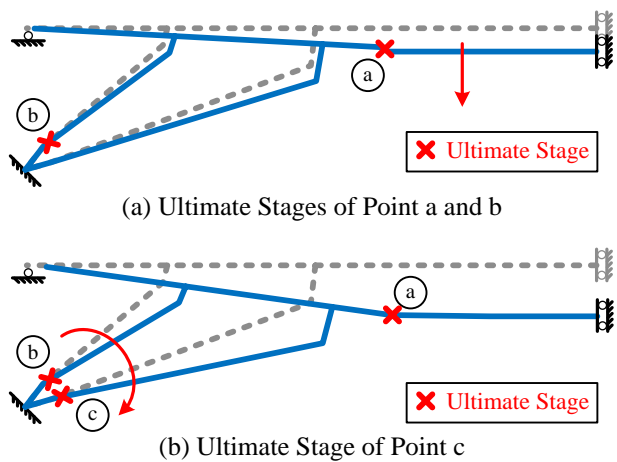 a
b
Ultimate Stage
(a) Ultimate Stages of Point a and b
a
b
c
Ultimate Stage
(b) Ultimate Stage of Point c